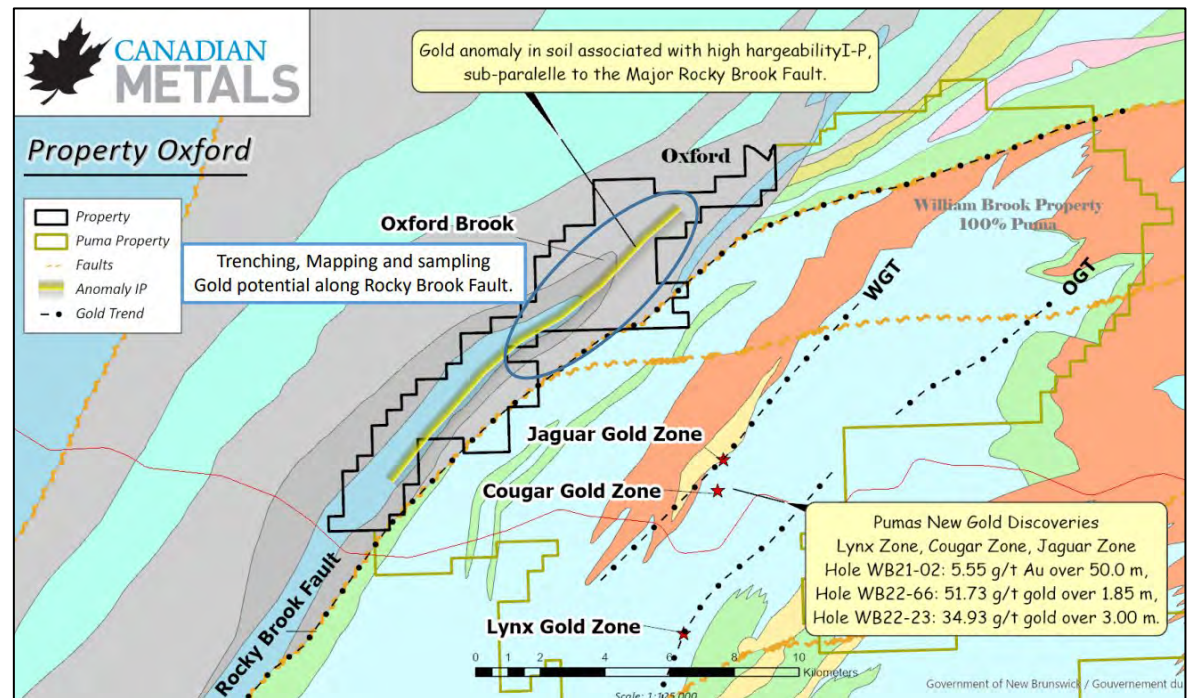 CANADIAN
METALS
Property Oxford
Property
Puma Property
Faults
Anomaly IP
Gold Trend
Gold anomaly in soil associated with high hargeabilityI-P,
sub-paralelle to the Major Rocky Brook Fault.
Oxford
Oxford Brook
Trenching, Mapping and sampling
Gold potential along Rocky Brook Fault.
William Brook Property
100% Puma
WGT
OGT
Jaguar Gold Zone
Cougar Gold Zone
Pumas New Gold Discoveries
Lynx Zone, Cougar Zone, Jaguar Zone
Hole WB21-02: 5.55 g/t Au over 50.0 m,
Hole WB22-66: 51.73 g/t gold over 1.85 m,
Hole WB22-23: 34.93 g/t gold over 3.00 m.
Rocky Brook Fault
Lynx Gold Zone
0 1 2 4 6 8 10
Kilometers
Government of New Brunswick / Gouvernement du